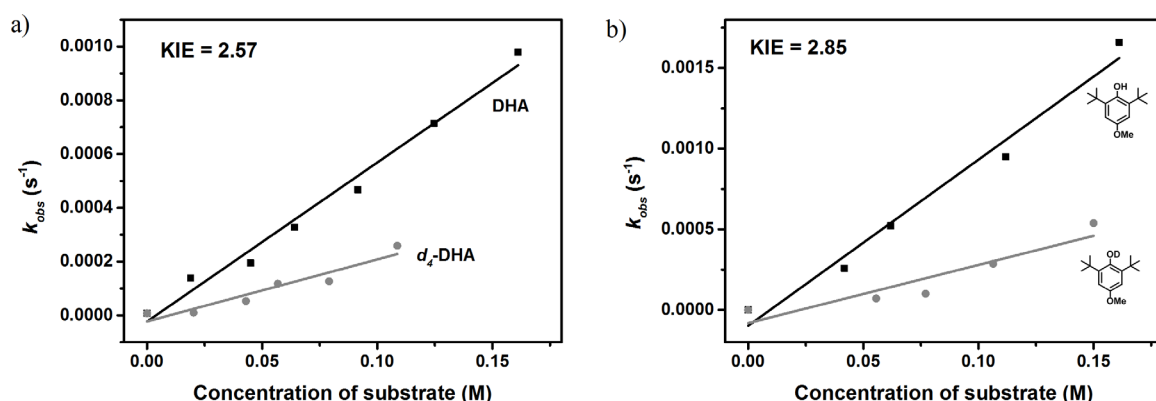 a)
KIE = 2.57
0.0010
0.0008
0.0006
0.0004
0.0002
0.0000
k_obs (s⁻¹)
DHA
d₄-DHA
0.00
0.05
0.10
0.15
Concentration of substrate (M)
b)
KIE = 2.85
0.0015
0.0010
0.0005
0.0000
k_obs (s⁻¹)
OH
OMe
OD
OMe
0.00
0.05
0.10
0.15
Concentration of substrate (M)